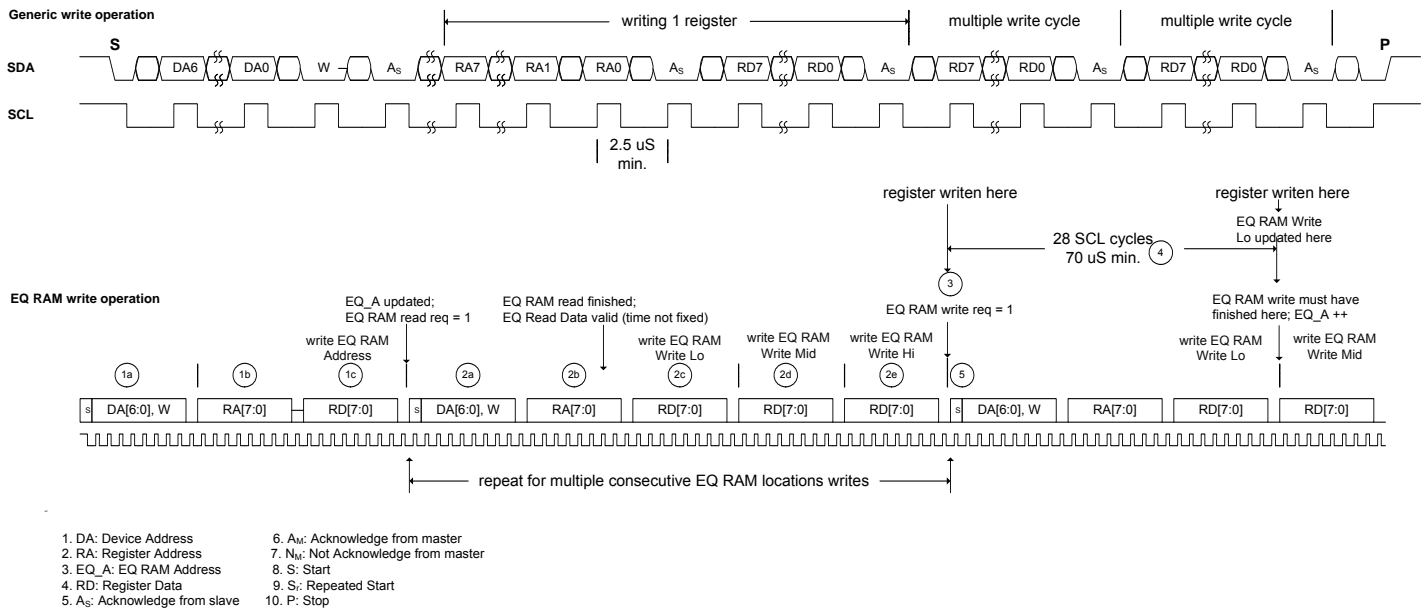 Generic write operation
writing 1 reigster
multiple write cycle
multiple write cycle
S
P
SDA
DA6 DA0 W AS RA7 RA1 RA0 AS RD7 RD0 AS RD7 RD0 AS RD7 RD0 AS
SCL
2.5 uS
min.
register writen here
register writen here
EQ RAM Write
Lo updated here
28 SCL cycles
70 uS min.
4
3
EQ RAM write operation
EQ_A updated;
EQ RAM read req = 1
EQ RAM read finished;
EQ Read Data valid (time not fixed)
EQ RAM write req = 1
EQ RAM write must have
finished here; EQ_A ++
write EQ RAM
Address
write EQ RAM
Write Lo
write EQ RAM
Write Mid
write EQ RAM
Write Hi
write EQ RAM
Write Lo
write EQ RAM
Write Mid
1a 1b 1c 2a 2b 2c 2d 2e 5
S DA[6:0], W RA[7:0] RD[7:0] S DA[6:0], W RA[7:0] RD[7:0] RD[7:0] RD[7:0] S DA[6:0], W RA[7:0] RD[7:0] RD[7:0]
repeat for multiple consecutive EQ RAM locations writes
1. DA: Device Address
2. RA: Register Address
3. EQ_A: EQ RAM Address
4. RD: Register Data
5. AS: Acknowledge from slave
6. AM: Acknowledge from master
7. NM: Not Acknowledge from master
8. S: Start
9. Sr: Repeated Start
10. P: Stop